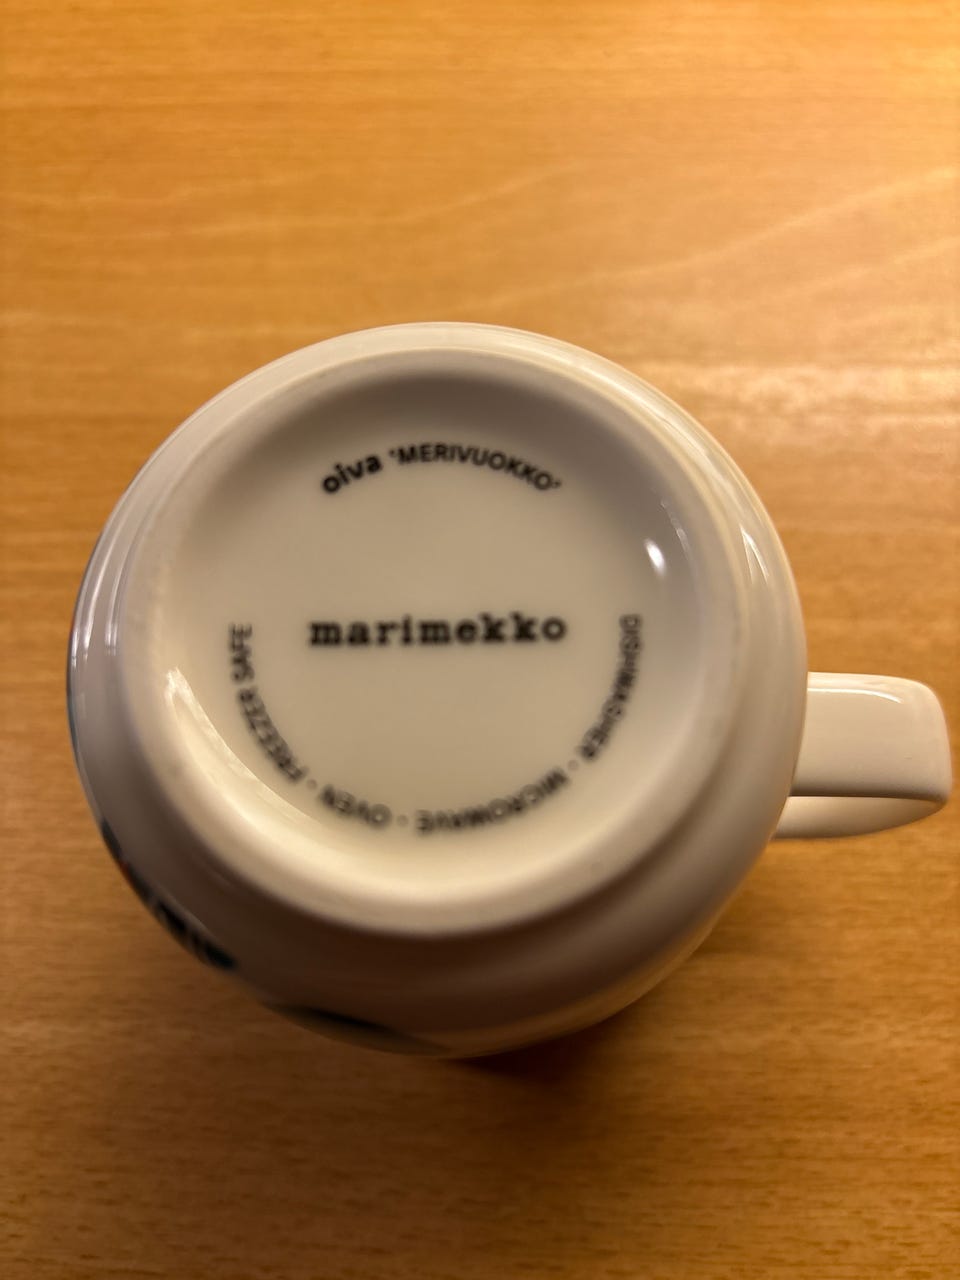 oiva 'MERIVUOKKO'
marimekko
DISHWASHER · MICROWAVE · OVEN · FREEZER SAFE